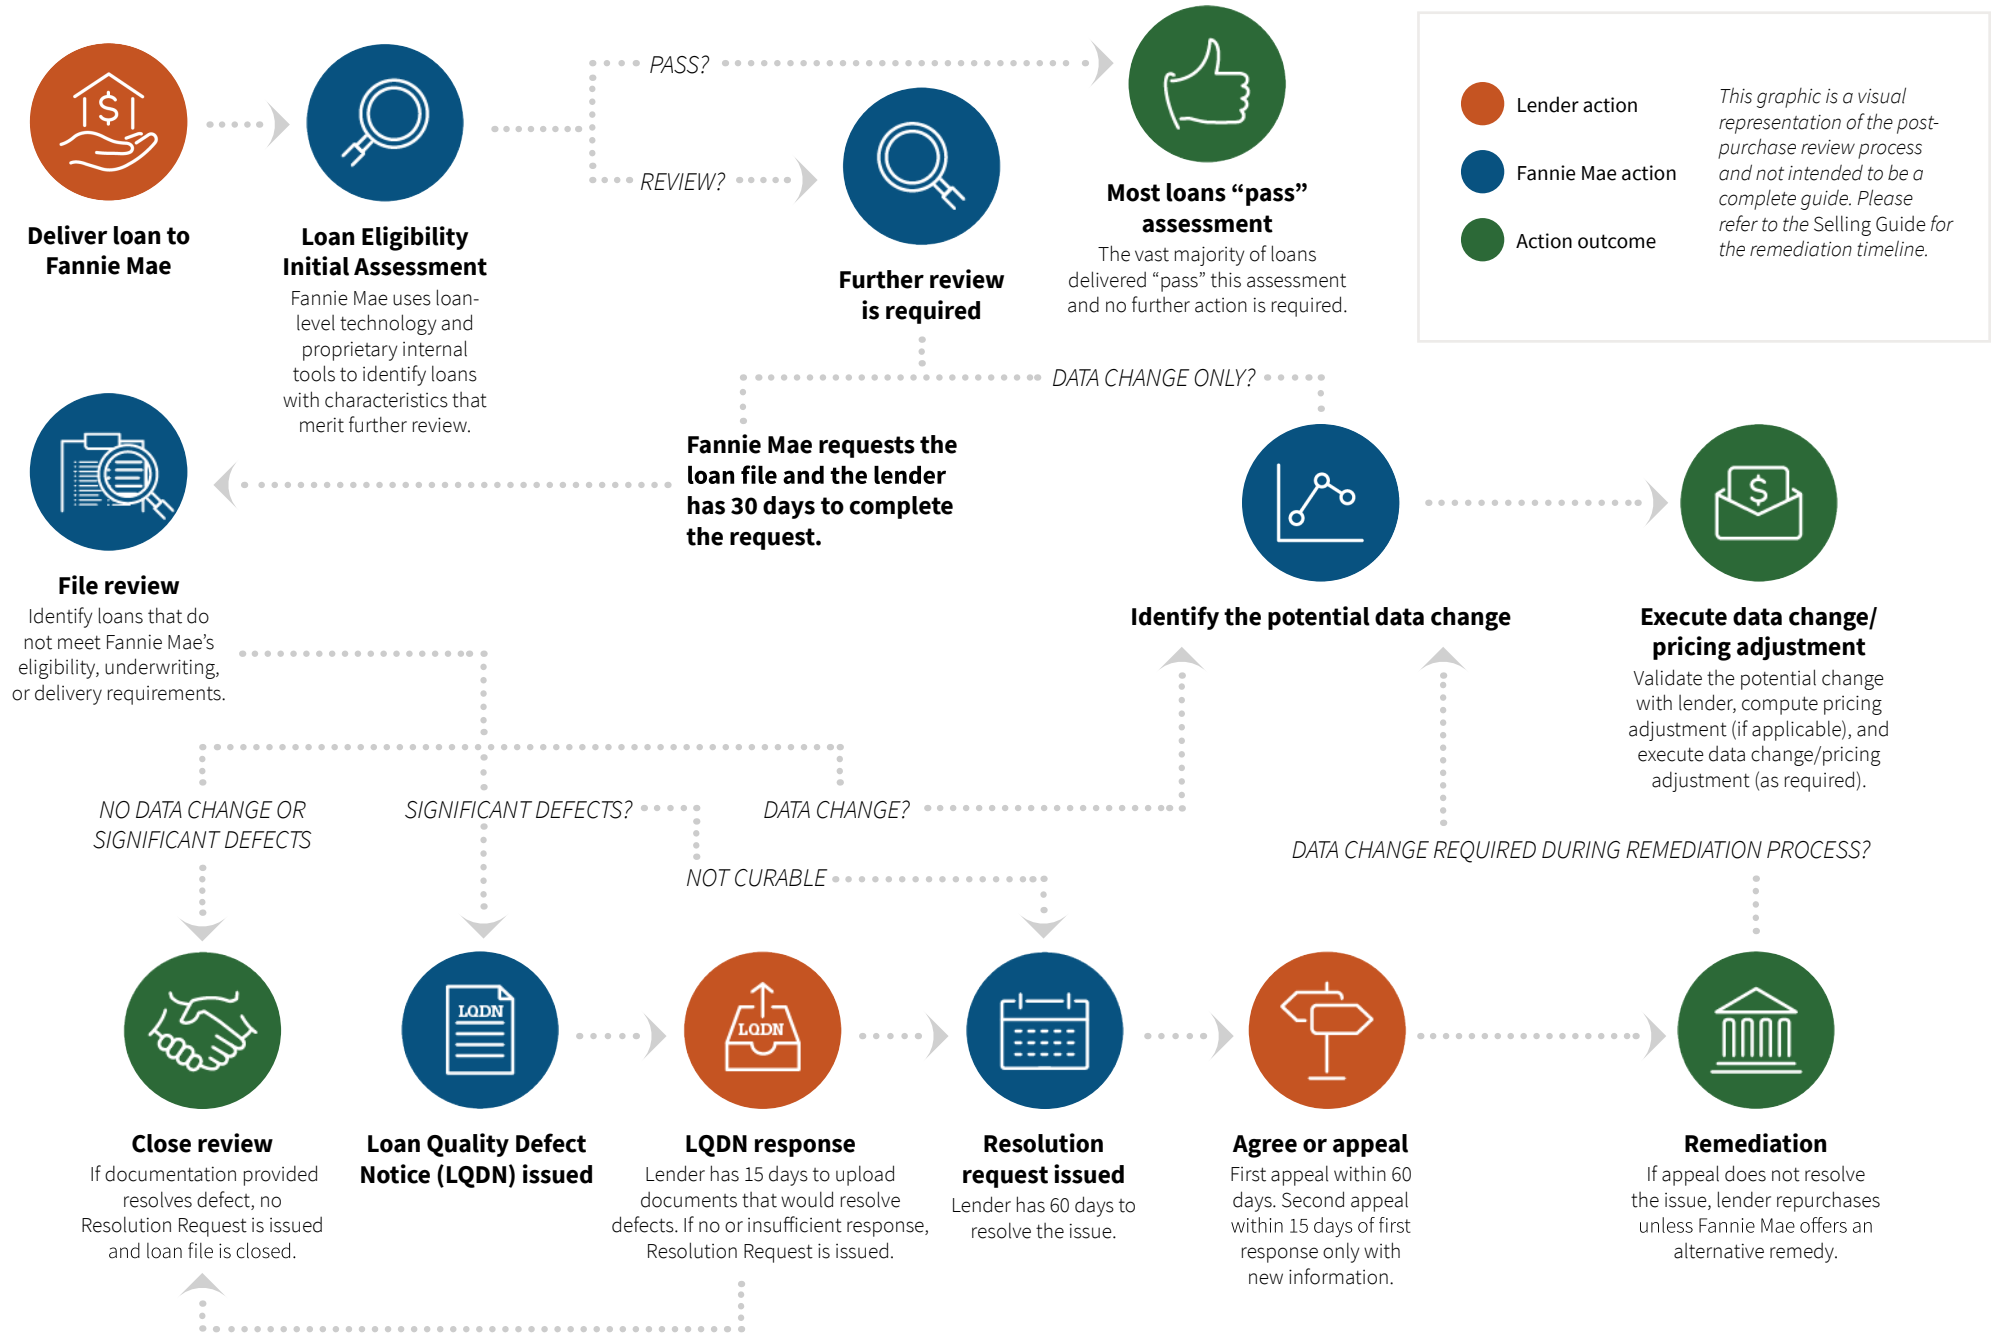 PASS?
REVIEW?
$
Deliver loan to
Fannie Mae
Loan Eligibility
Initial Assessment
Fannie Mae uses loan-
level technology and
proprietary internal
tools to identify loans
with characteristics that
merit further review.
Further review
is required
Most loans “pass”
assessment
The vast majority of loans
delivered “pass” this assessment
and no further action is required.
Lender action
Fannie Mae action
Action outcome
This graphic is a visual
representation of the post-
purchase review process
and not intended to be a
complete guide. Please
refer to the Selling Guide for
the remediation timeline.
DATA CHANGE ONLY?
Fannie Mae requests the
loan file and the lender
has 30 days to complete
the request.
File review
Identify loans that do
not meet Fannie Mae’s
eligibility, underwriting,
or delivery requirements.
Identify the potential data change
$
Execute data change/
pricing adjustment
Validate the potential change
with lender, compute pricing
adjustment (if applicable), and
execute data change/pricing
adjustment (as required).
NO DATA CHANGE OR
SIGNIFICANT DEFECTS
SIGNIFICANT DEFECTS?
DATA CHANGE?
NOT CURABLE
DATA CHANGE REQUIRED DURING REMEDIATION PROCESS?
Close review
If documentation provided
resolves defect, no
Resolution Request is issued
and loan file is closed.
LQDN
Loan Quality Defect
Notice (LQDN) issued
LQDN
LQDN response
Lender has 15 days to upload
documents that would resolve
defects. If no or insufficient response,
Resolution Request is issued.
Resolution
request issued
Lender has 60 days to
resolve the issue.
Agree or appeal
First appeal within 60
days. Second appeal
within 15 days of first
response only with
new information.
Remediation
If appeal does not resolve
the issue, lender repurchases
unless Fannie Mae offers an
alternative remedy.